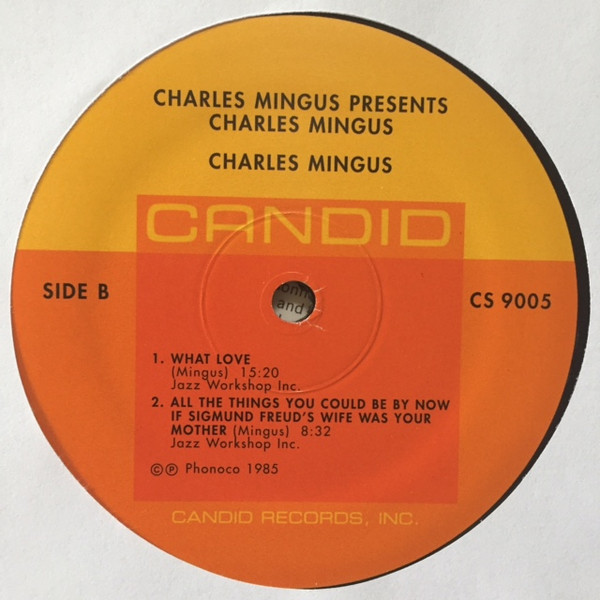 CHARLES MINGUS PRESENTS
CHARLES MINGUS
CHARLES MINGUS
CANDID
SIDE B
CS 9005
and
1. WHAT LOVE
(Mingus) 15:20
Jazz Workshop Inc.
2. ALL THE THINGS YOU COULD BE BY NOW
IF SIGMUND FREUD'S WIFE WAS YOUR
MOTHER (Mingus) 8:32
Jazz Workshop Inc.
© ℗ Phonoco 1985
CANDID RECORDS, INC.